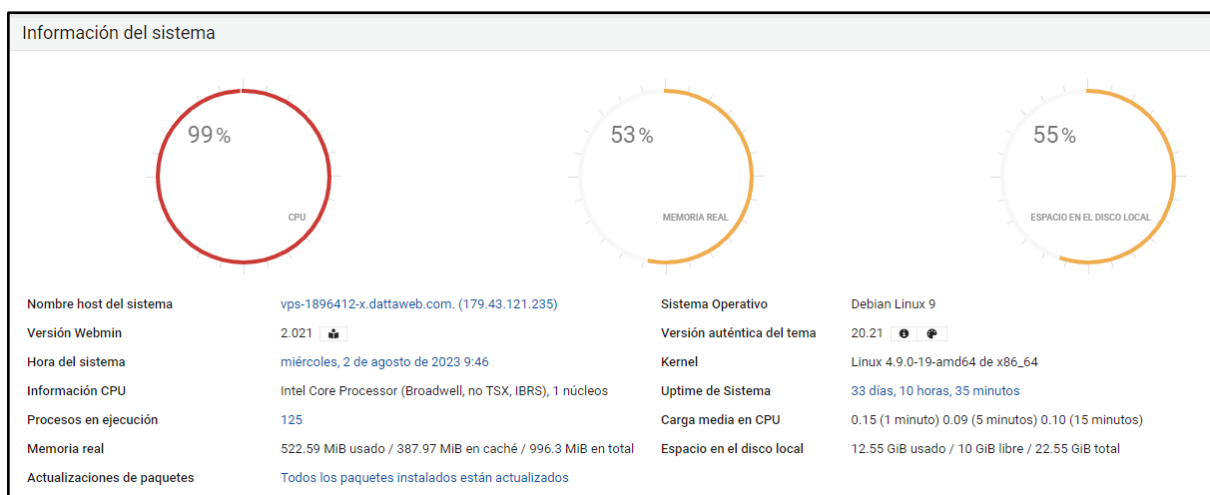 Información del sistema
99%
CPU
53%
MEMORIA REAL
55%
ESPACIO EN EL DISCO LOCAL
Nombre host del sistema vps-1896412-x.dattaweb.com. (179.43.121.235) Sistema Operativo Debian Linux 9
Versión Webmin 2.021 Versión auténtica del tema 20.21
Hora del sistema miércoles, 2 de agosto de 2023 9:46 Kernel Linux 4.9.0-19-amd64 de x86_64
Información CPU Intel Core Processor (Broadwell, no TSX, IBRS), 1 núcleos Uptime de Sistema 33 días, 10 horas, 35 minutos
Procesos en ejecución 125 Carga media en CPU 0.15 (1 minuto) 0.09 (5 minutos) 0.10 (15 minutos)
Memoria real 522.59 MiB usado / 387.97 MiB en caché / 996.3 MiB en total Espacio en el disco local 12.55 GiB usado / 10 GiB libre / 22.55 GiB total
Actualizaciones de paquetes Todos los paquetes instalados están actualizados